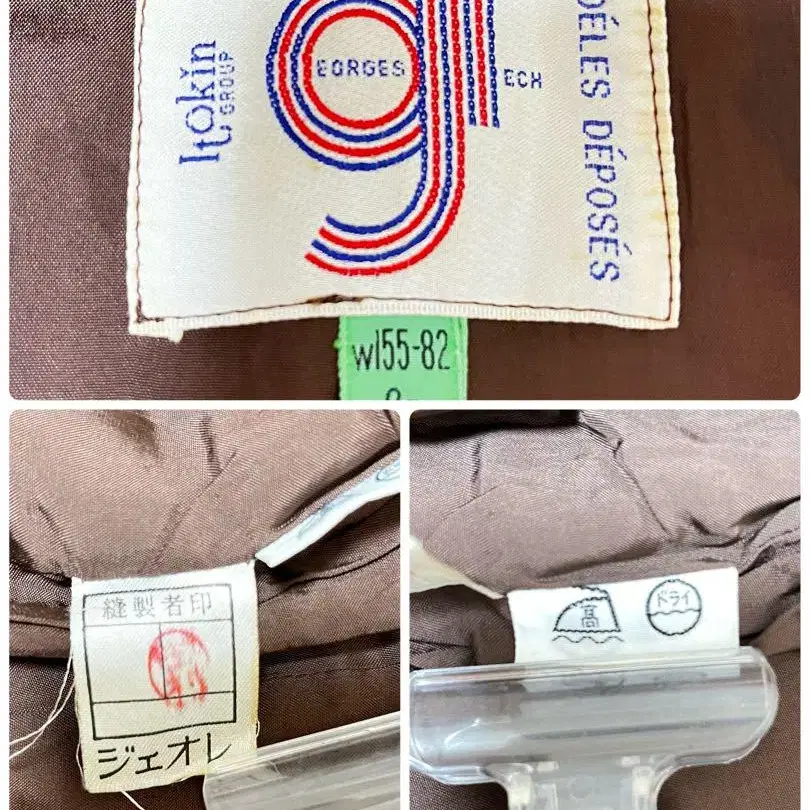 Itokin
GROUP
EORGES
ECH
DÉLES DÉPOSÉS
W155-82
縫製者印
ジェオレ
高
ドライ